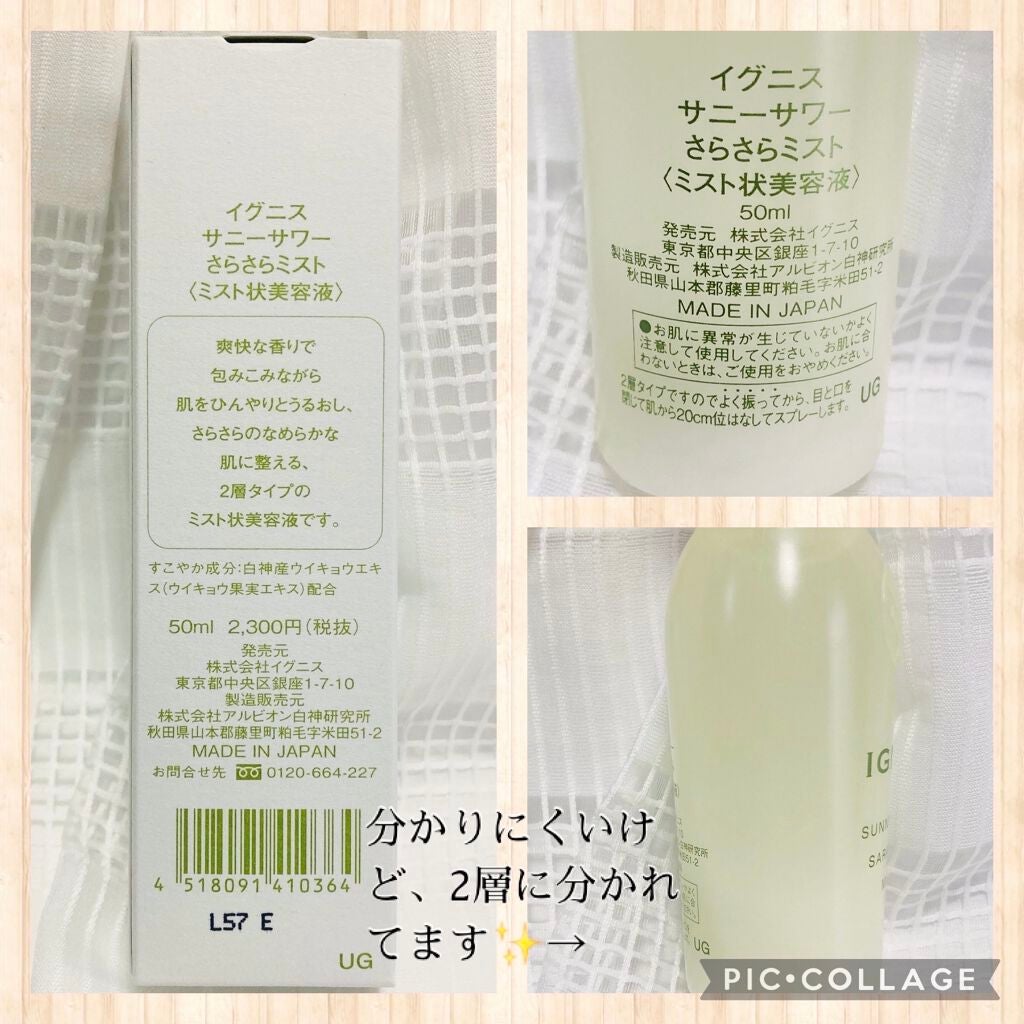 イグニス
サニーサワー
さらさらミスト
〈ミスト状美容液〉
爽快な香りで
包みこみながら
肌をひんやりとうるおし、
さらさらのなめらかな
肌に整える、
2層タイプの
ミスト状美容液です。
すこやか成分：白神産ウイキョウエキ
ス（ウイキョウ果実エキス）配合
50ml 2,300円（税抜）
発売元
株式会社イグニス
東京都中央区銀座1-7-10
製造販売元
株式会社アルビオン白神研究所
秋田県山本郡藤里町粕毛字米田51-2
MADE IN JAPAN
お問合せ先 0120-664-227
4 518091 410364
L57 E
UG
イグニス
サニーサワー
さらさらミスト
〈ミスト状美容液〉
50ml
発売元 株式会社イグニス
東京都中央区銀座1-7-10
製造販売元 株式会社アルビオン白神研究所
秋田県山本郡藤里町粕毛字米田51-2
MADE IN JAPAN
●お肌に異常が生じていないかよく
注意して使用してください。お肌に合
わないときは、ご使用をおやめください。
2層タイプですのでよく振ってから、目と口を
閉じて肌から20cm位はなしてスプレーします。
UG
IG
SUNN
SAR
白神研究所
51-2
UG
分かりにくいけ
ど、2層に分かれ
てます✨→
PIC•COLLAGE